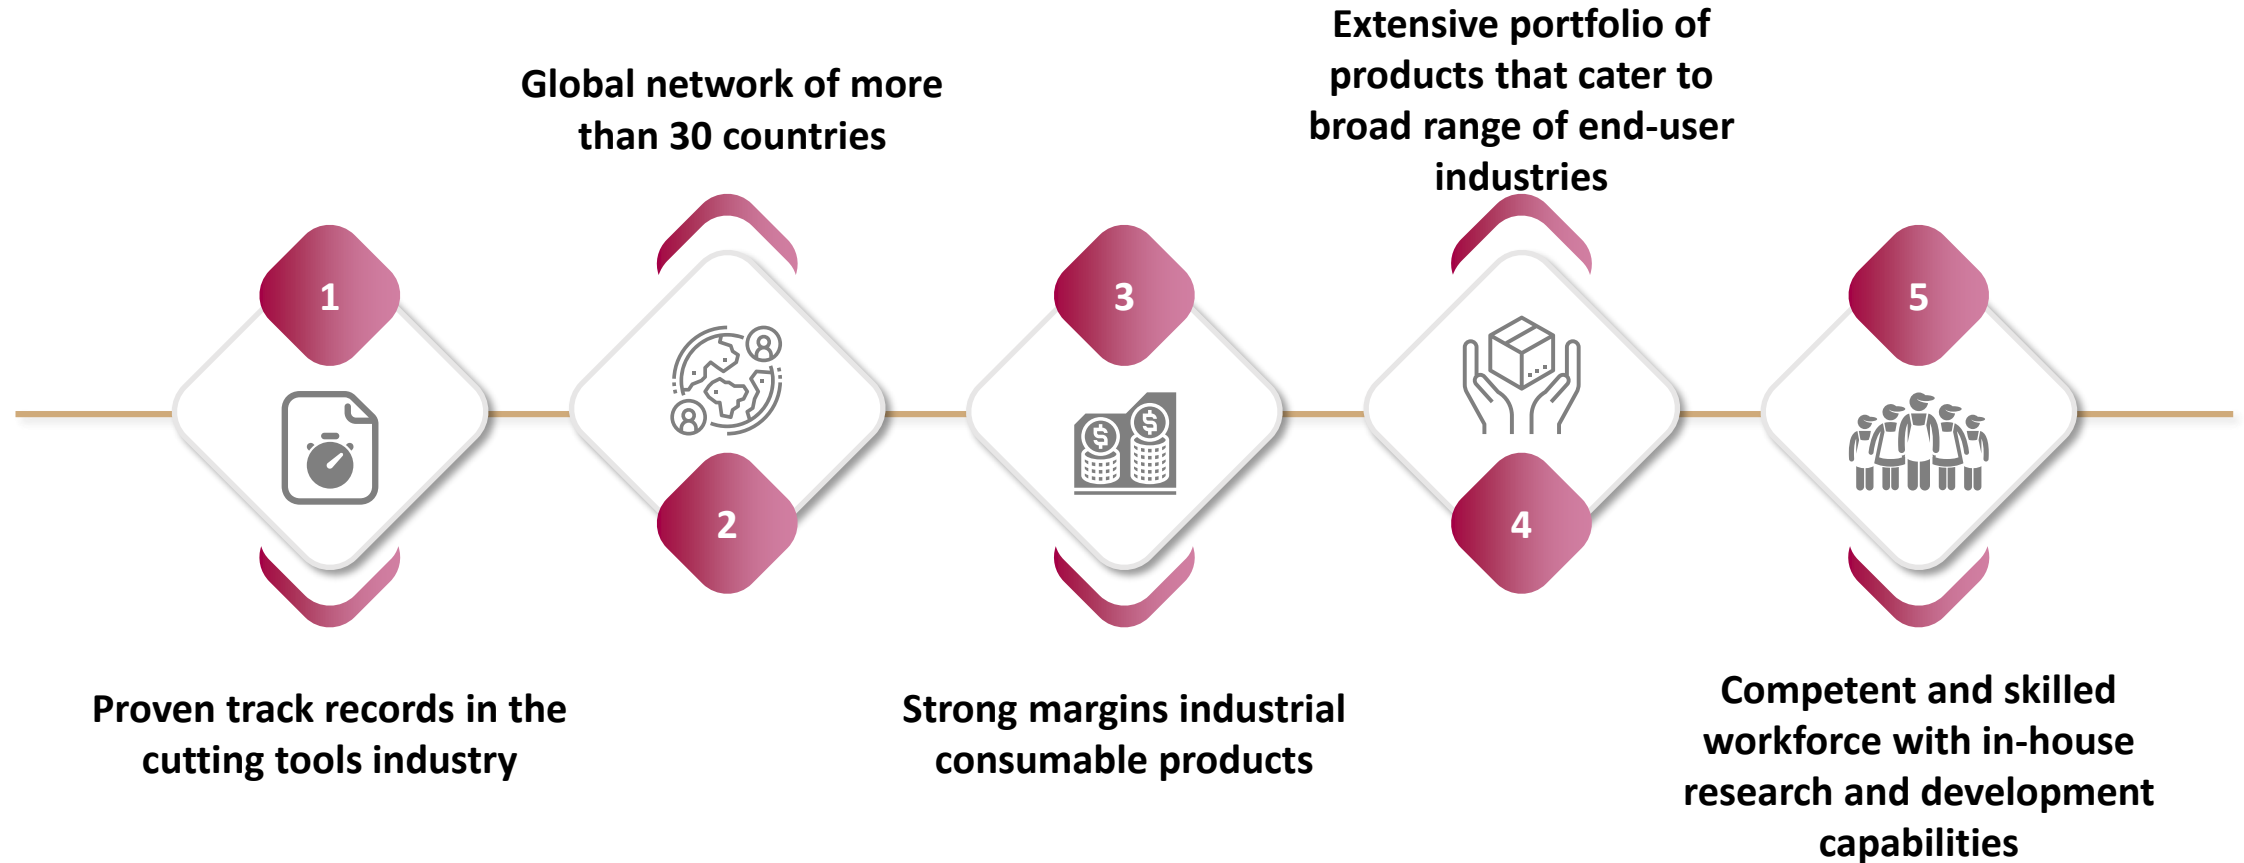 1
Proven track records in the
cutting tools industry
Global network of more
than 30 countries
2
3
Strong margins industrial
consumable products
Extensive portfolio of
products that cater to
broad range of end-user
industries
4
5
Competent and skilled
workforce with in-house
research and development
capabilities